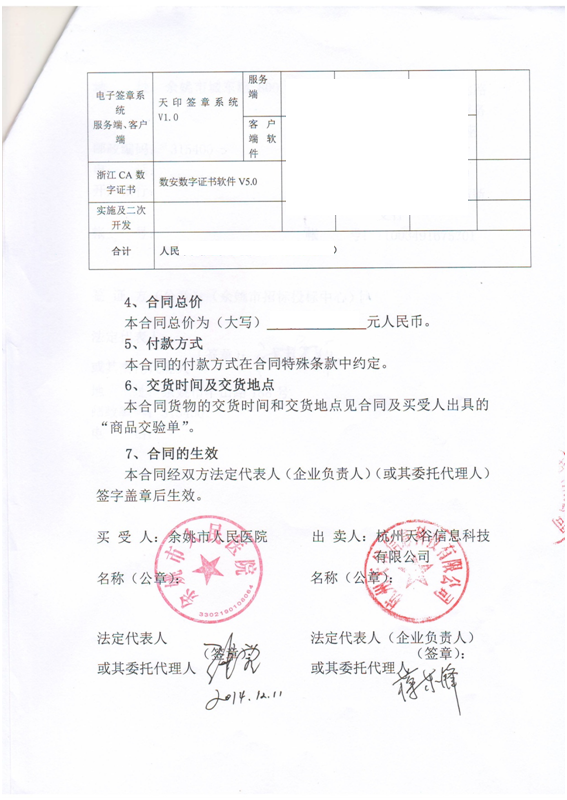 电子签章系
统
服务端、客户
端
天印签章系统
V1.0
服务
端
客户
端软
件
浙江 CA 数
字证书
数安数字证书软件 V5.0
实施及二次
开发
合计
人民
）
4、合同总价
本合同总价为（大写）______________元人民币。
5、付款方式
本合同的付款方式在合同特殊条款中约定。
6、交货时间及交货地点
本合同货物的交货时间和交货地点见合同及买受人出具的
“商品交验单”。
7、合同的生效
本合同经双方法定代表人（企业负责人）（或其委托代理人）
签字盖章后生效。
买 受 人：余姚市人民医院
出 卖人：杭州天谷信息科技
有限公司
名称（公章）：
名称（公章）：
余姚市人民医院
杭州天谷信息科技有限公司
法定代表人
（签章）
或其委托代理人
2014.12.11
法定代表人（企业负责人）
（签章）：
或其委托代理人